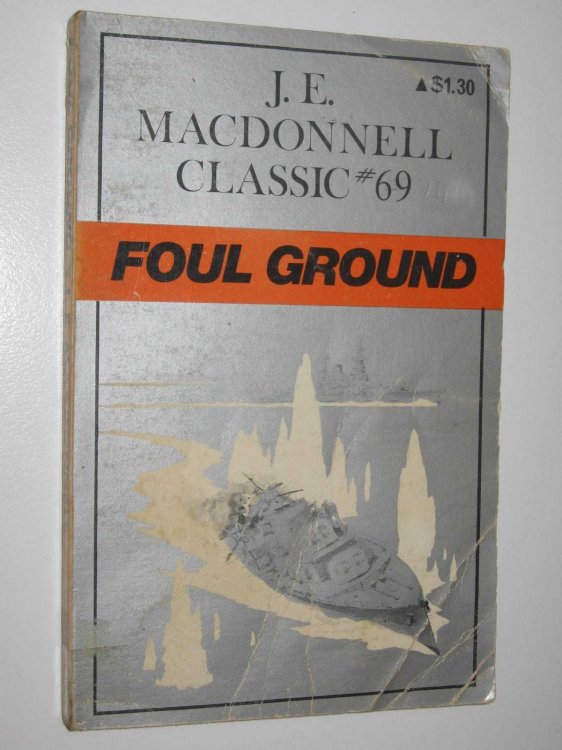 J. E.
▲$1.30
MACDONNELL
CLASSIC #69
FOUL GROUND